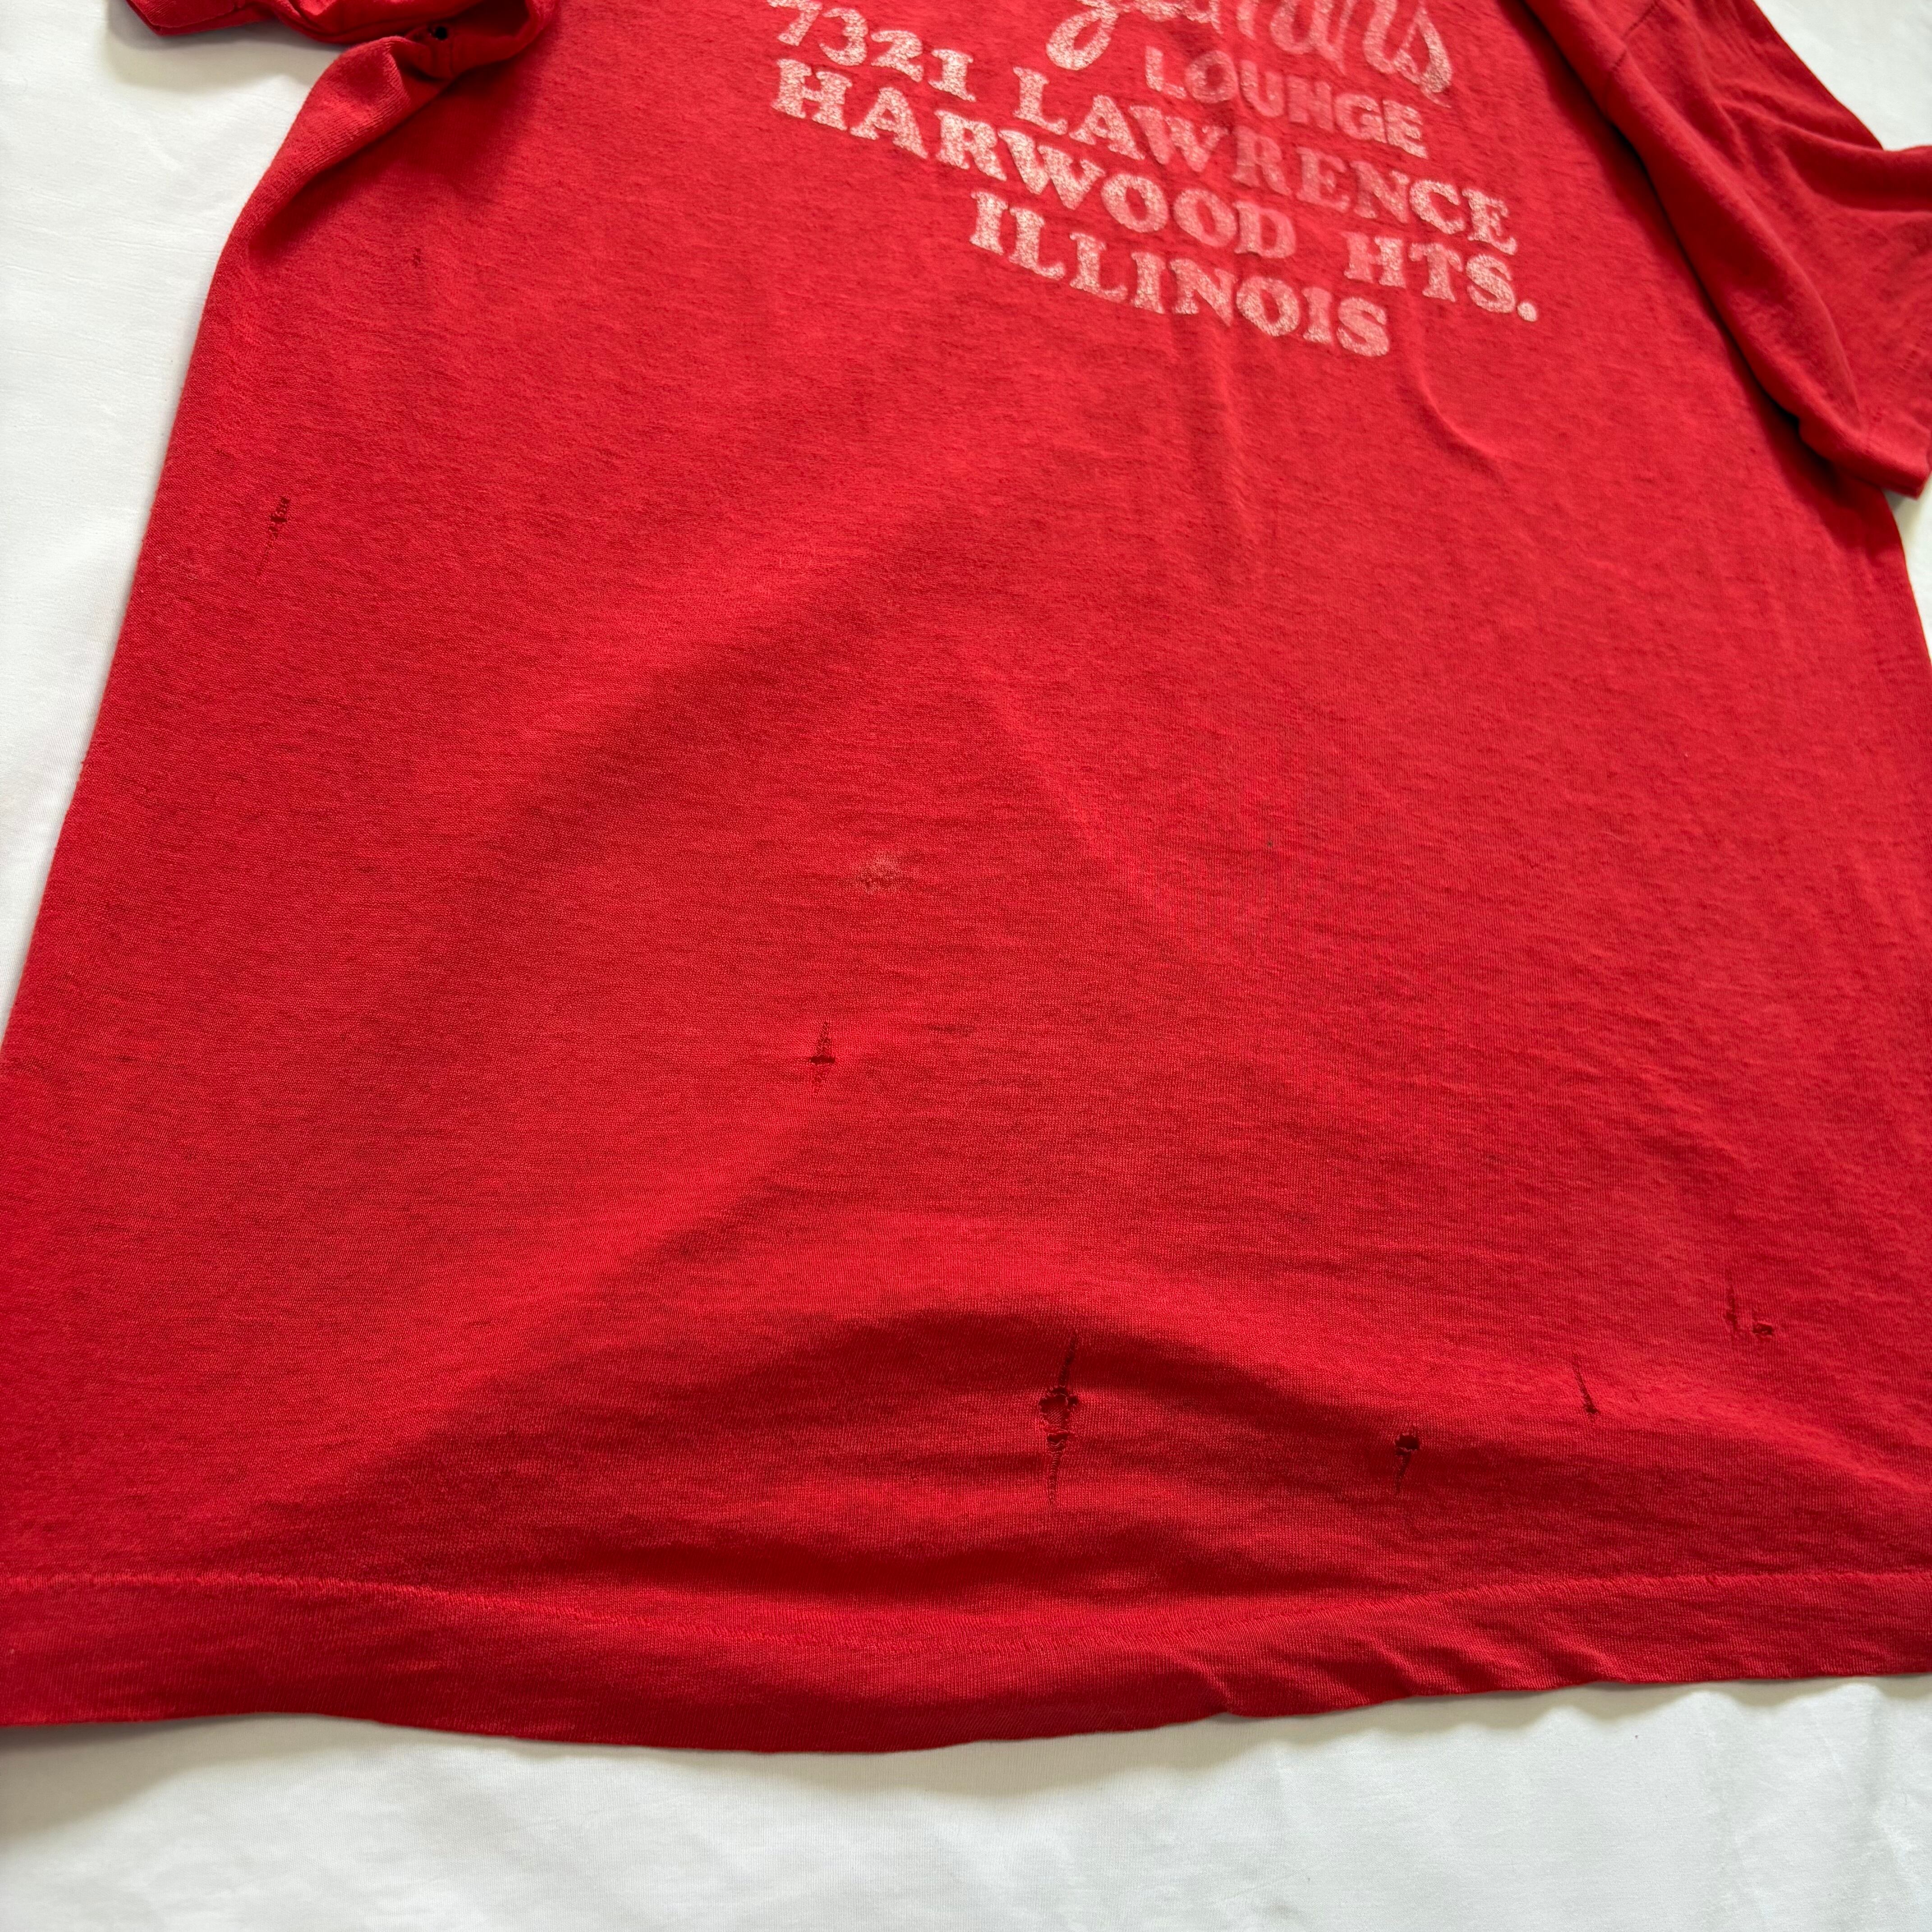 LOUNGE
7321 LAWRENCE
HARWOOD HTS.
ILLINOIS